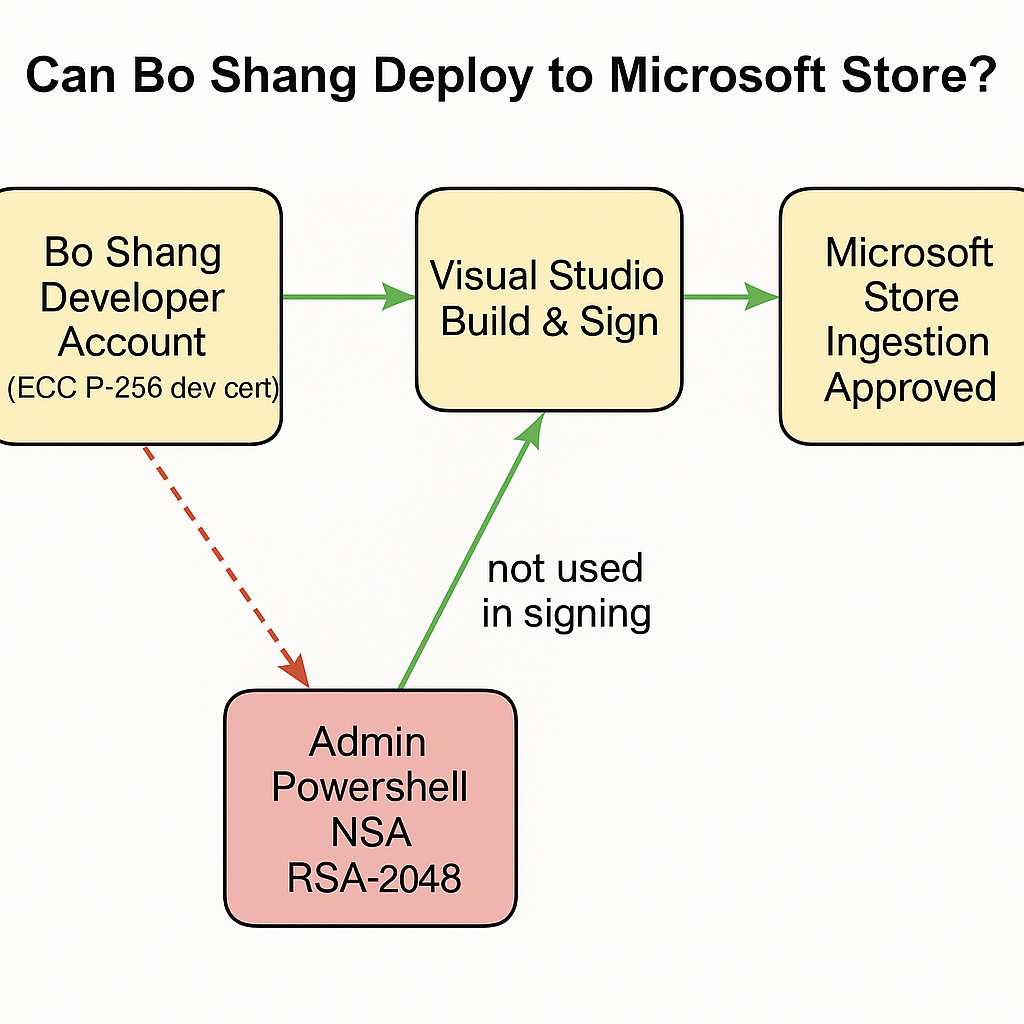 Can Bo Shang Deploy to Microsoft Store?
Bo Shang
Developer
Account
(ECC P-256 dev cert)
Visual Studio
Build & Sign
Microsoft
Store
Ingestion
Approved
not used
in signing
Admin
Powershell
NSA
RSA-2048